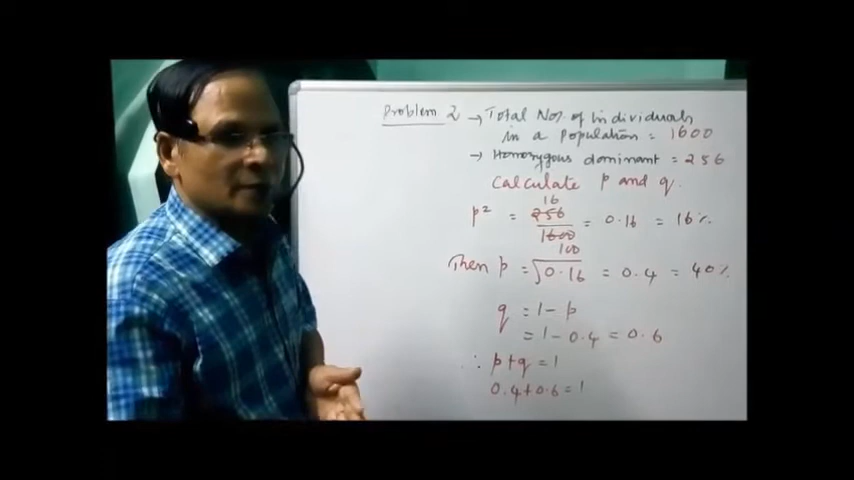 Problem 2 → Total Nos. of individuals
in a population = 1600
→ Homozygous dominant = 256
Calculate p and q.
p² = 256/1600 = 0.16 = 16%
16
100
Then p = √0.16 = 0.4 = 40%
q = 1 - p
= 1 - 0.4 = 0.6
∴ p+q = 1
0.4+0.6 = 1